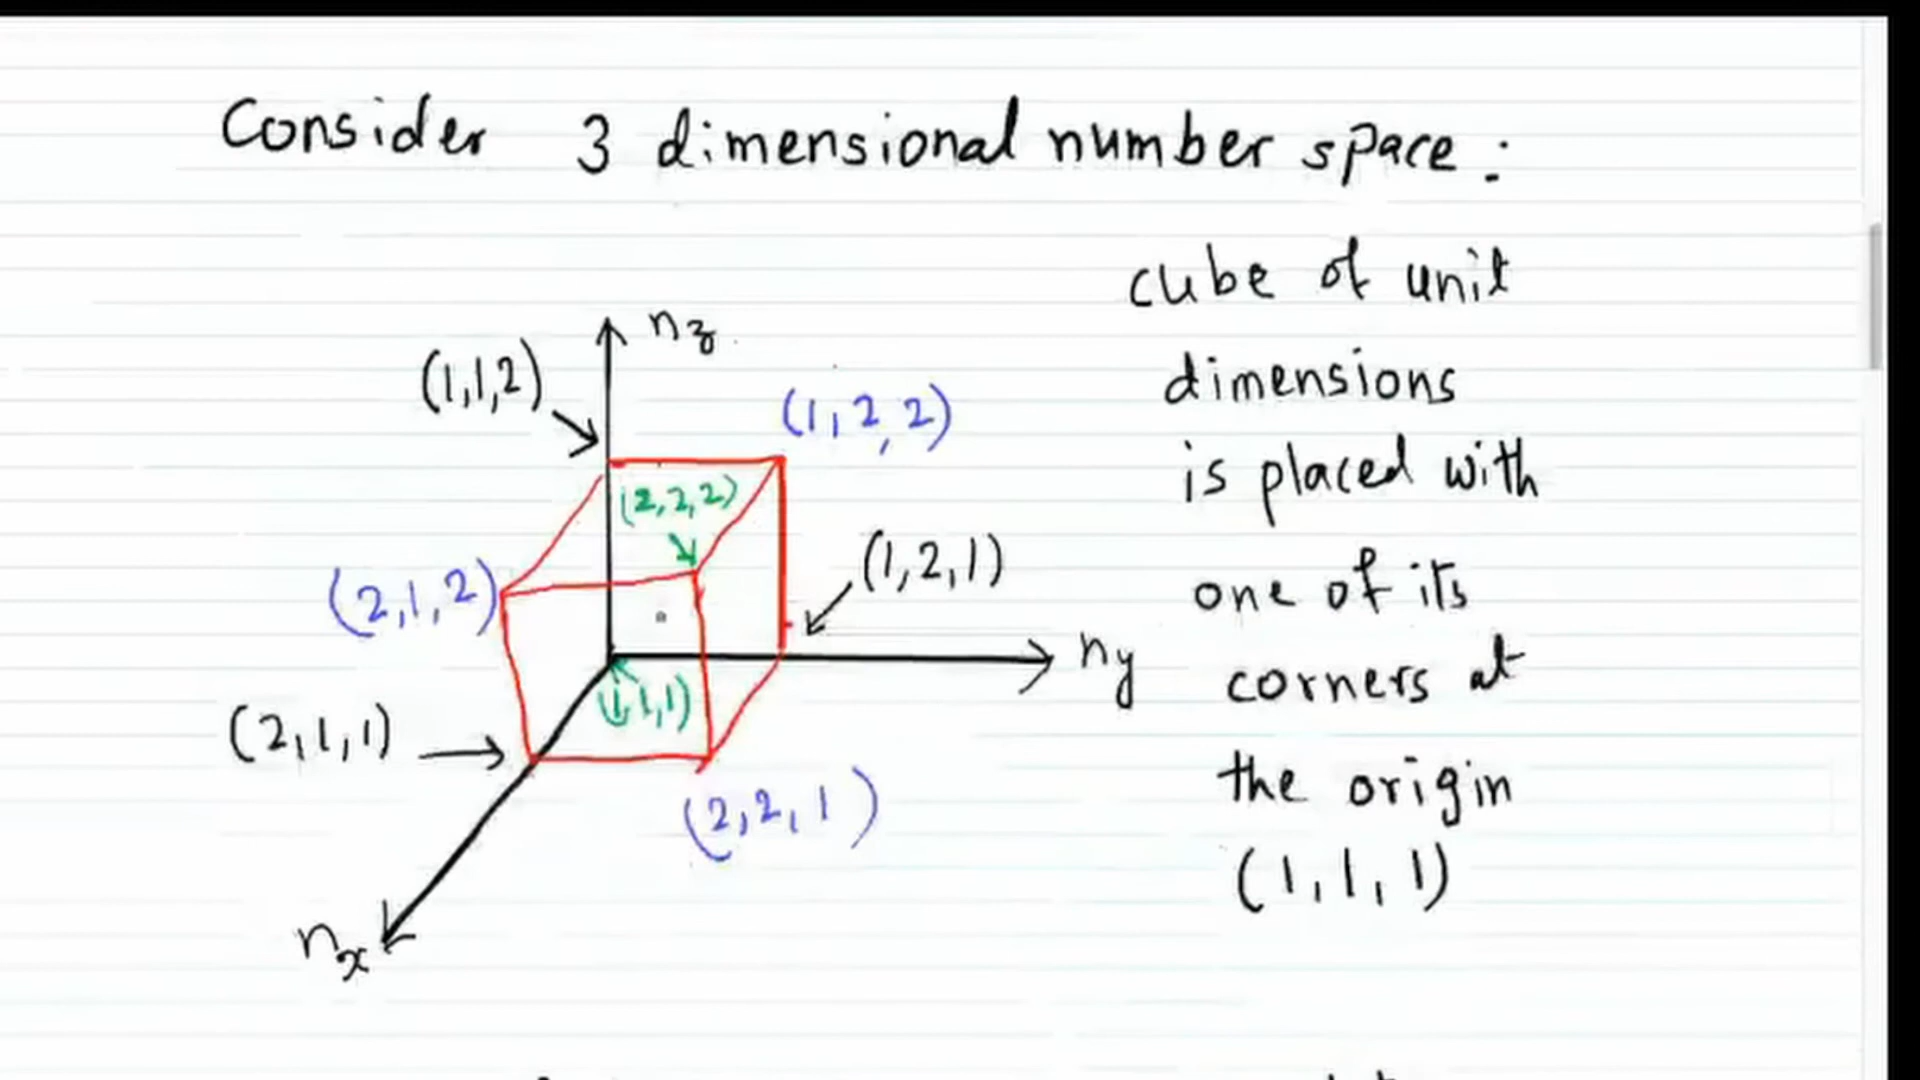 Consider 3 dimensional number space :
cube of unit
dimensions
is placed with
one of its
corners at
the origin
(1, 1, 1)
nz
(1,1,2)
(1, 2, 2)
(2,2,2)
(1,2,1)
(2,1,2)
ny
(1,1,1)
(2,1,1)
(2,2,1)
nx